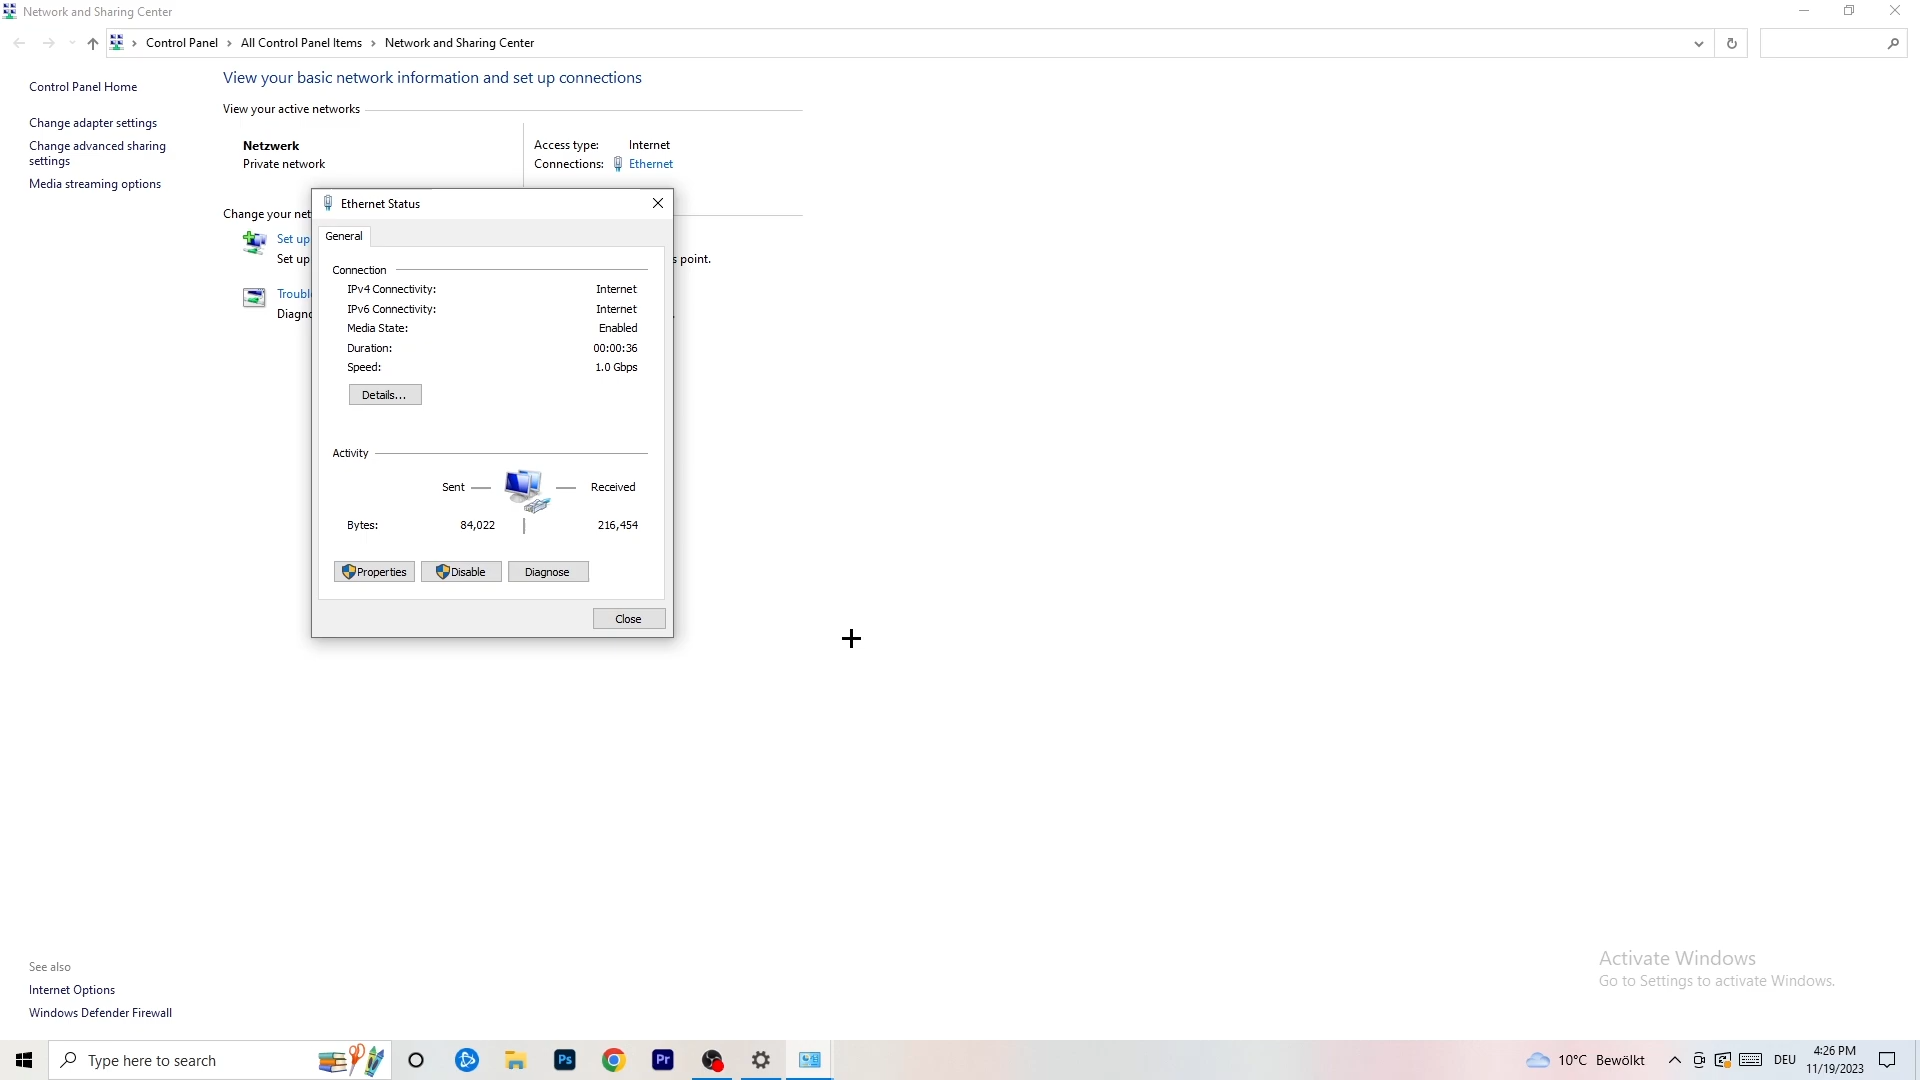 Network and Sharing Center
Control Panel › All Control Panel Items › Network and Sharing Center
Control Panel Home
Change adapter settings
Change advanced sharing
settings
Media streaming options
View your basic network information and set up connections
View your active networks
Netzwerk
Private network
Access type: Internet
Connections: Ethernet
Change your net
Set up
Set up s point.
Troubl
Diagno
Ethernet Status
General
Connection
IPv4 Connectivity: Internet
IPv6 Connectivity: Internet
Media State: Enabled
Duration: 00:00:36
Speed: 1.0 Gbps
Details...
Activity
Sent Received
Bytes: 84,022 216,454
Properties Disable Diagnose
Close
See also
Internet Options
Windows Defender Firewall
Activate Windows
Go to Settings to activate Windows.
Type here to search
Ps
Pr
10°C Bewölkt
DEU
4:26 PM
11/19/2023